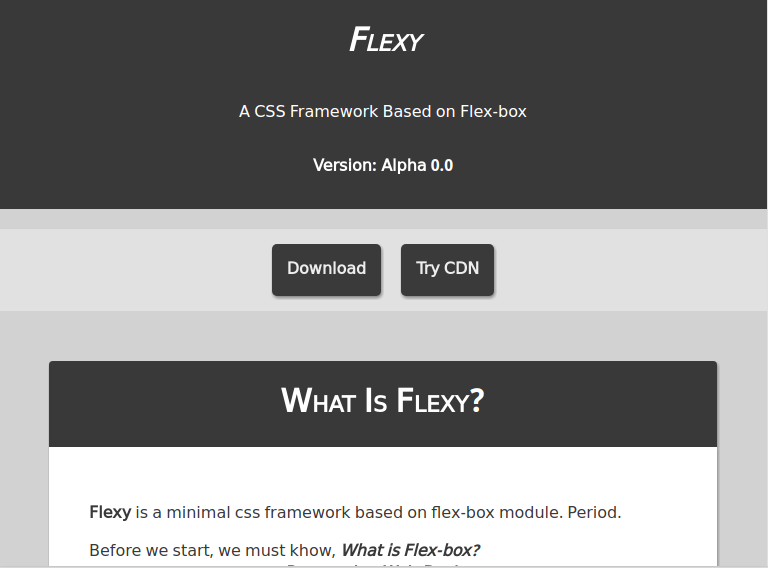 Flexy
A CSS Framework Based on Flex-box
Version: Alpha 0.0
Download Try CDN
What Is Flexy?
Flexy is a minimal css framework based on flex-box module. Period.
Before we start, we must khow, What is Flex-box?